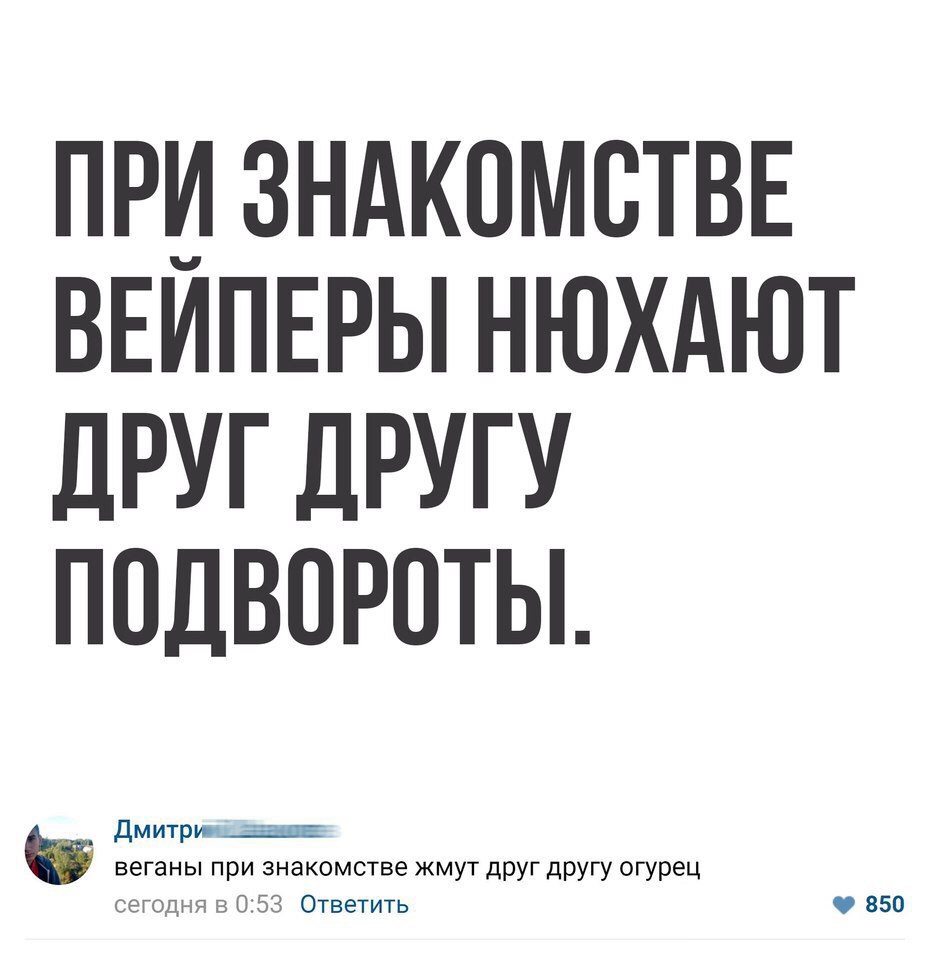 ПРИ ЗНАКОМСТВЕ
ВЕЙПЕРЫ НЮХАЮТ
ДРУГ ДРУГУ
ПОДВОРОТЫ.
Дмитрий
веганы при знакомстве жмут друг другу огурец
сегодня в 0:53 Ответить
850